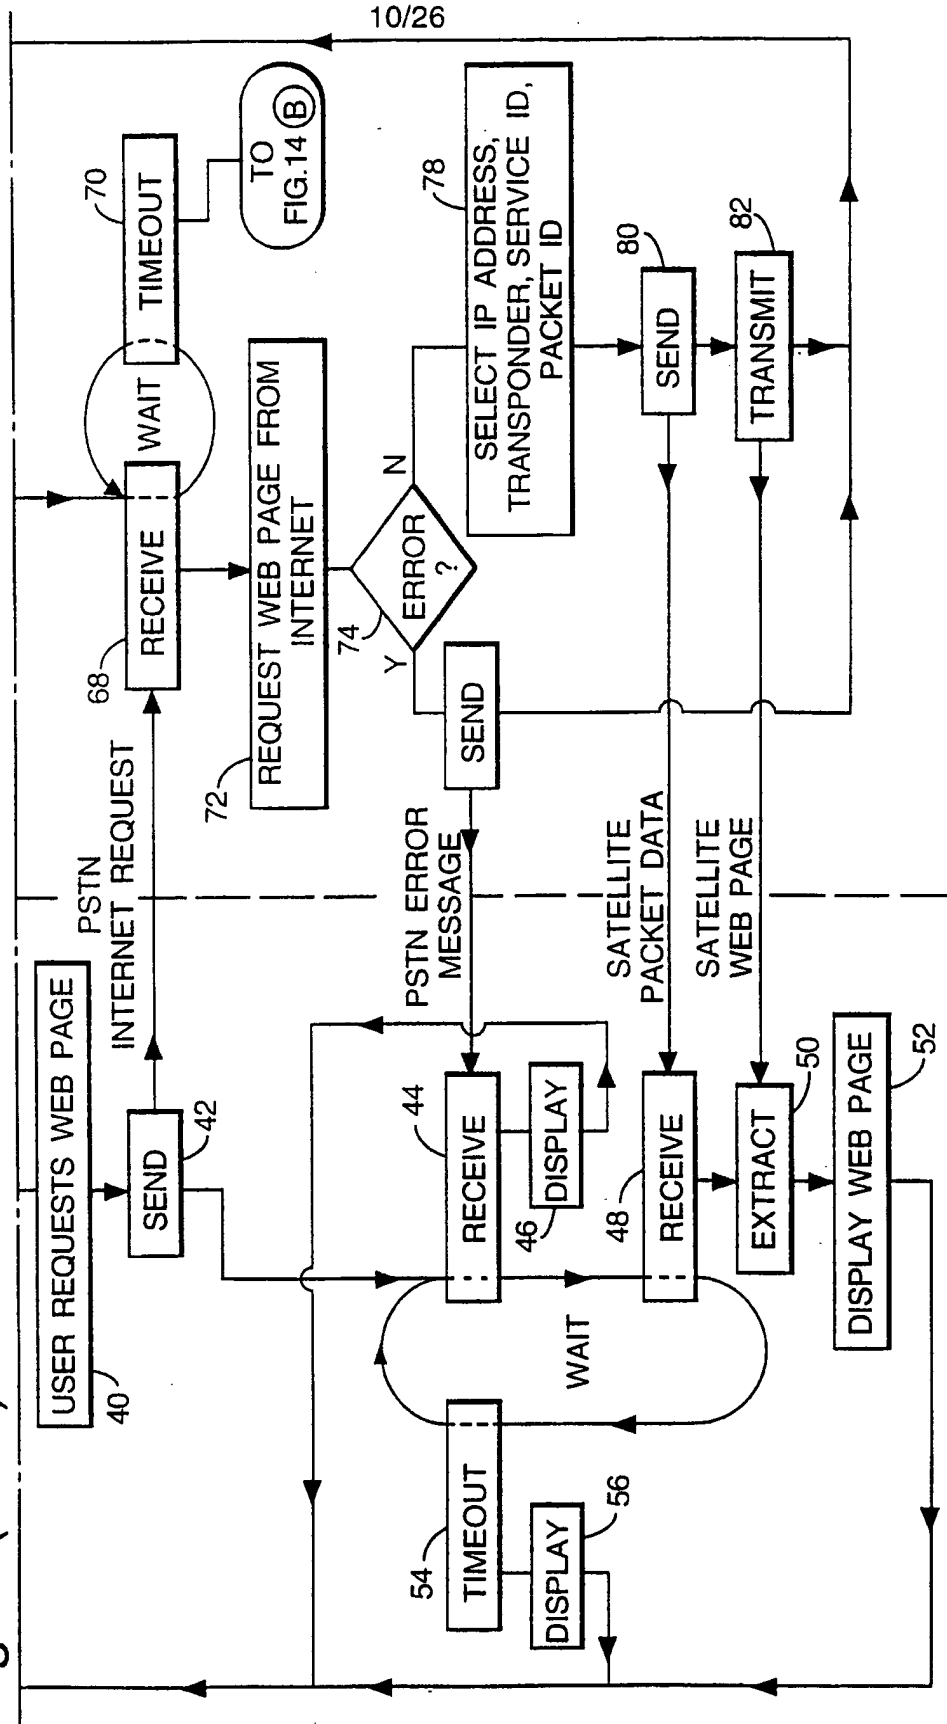 10/26
USER REQUESTS WEB PAGE
40
SEND
42
PSTN
INTERNET REQUEST
68
RECEIVE
WAIT
TIMEOUT
70
TO
FIG.14 B
72
REQUEST WEB PAGE FROM
INTERNET
74
ERROR
?
Y
N
SEND
78
SELECT IP ADDRESS,
TRANSPONDER, SERVICE ID,
PACKET ID
80
SEND
82
TRANSMIT
PSTN ERROR
MESSAGE
SATELLITE
PACKET DATA
SATELLITE
WEB PAGE
44
RECEIVE
46
DISPLAY
48
RECEIVE
50
EXTRACT
DISPLAY WEB PAGE
52
WAIT
54
TIMEOUT
DISPLAY
56